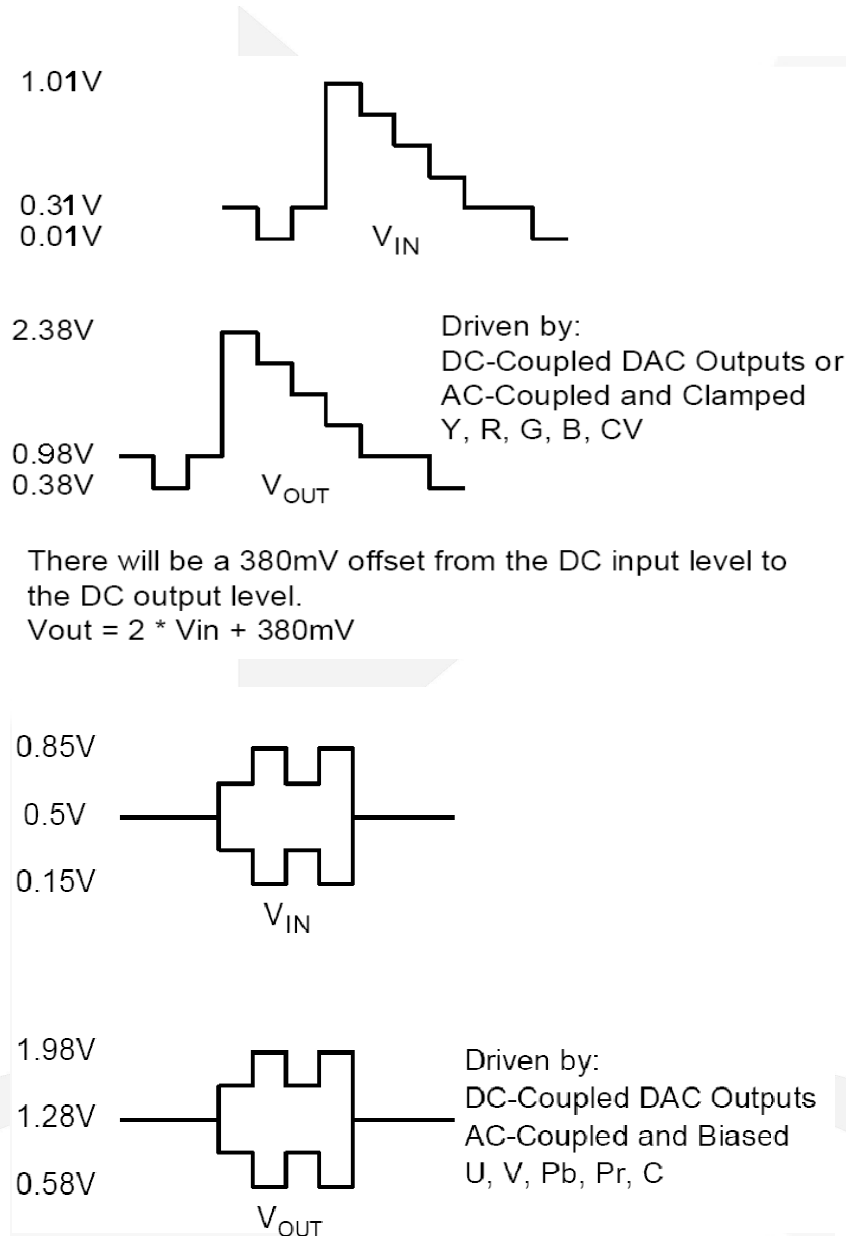 1.01V
0.31V
0.01V
VIN
2.38V
0.98V
0.38V
VOUT
Driven by:
DC-Coupled DAC Outputs or
AC-Coupled and Clamped
Y, R, G, B, CV
There will be a 380mV offset from the DC input level to
the DC output level.
Vout = 2 * Vin + 380mV
0.85V
0.5V
0.15V
VIN
1.98V
1.28V
0.58V
VOUT
Driven by:
DC-Coupled DAC Outputs
AC-Coupled and Biased
U, V, Pb, Pr, C